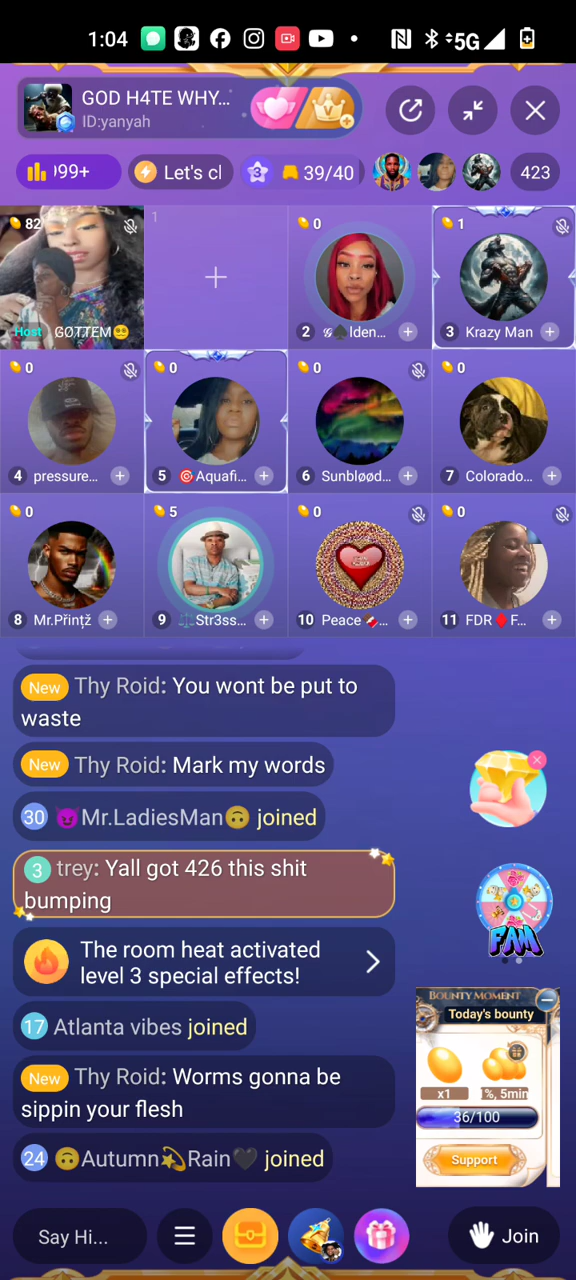 1:04
5G
GOD H4TE WHY...
ID:yanyah
999+
Let's cl
3
39/40
423
82
Host GØTTEM
1
0
2 Iden...
1
3 Krazy Man
0
4 pressure...
0
5 🎯Aquafi...
0
6 Sunbløød...
0
7 Colorado...
0
8 Mr.Přințž
5
9 Str3ss...
0
10 Peace
0
11 FDR♦️F...
New Thy Roid: You wont be put to
waste
New Thy Roid: Mark my words
30 😈Mr.LadiesMan🙃 joined
3 trey: Yall got 426 this shit
bumping
The room heat activated
level 3 special effects!
17 Atlanta vibes joined
New Thy Roid: Worms gonna be
sippin your flesh
24 🙃Autumn💫Rain🖤 joined
FAM
BOUNTY MOMENT
Today's bounty
x1
%, 5min
36/100
Support
Say Hi...
Join